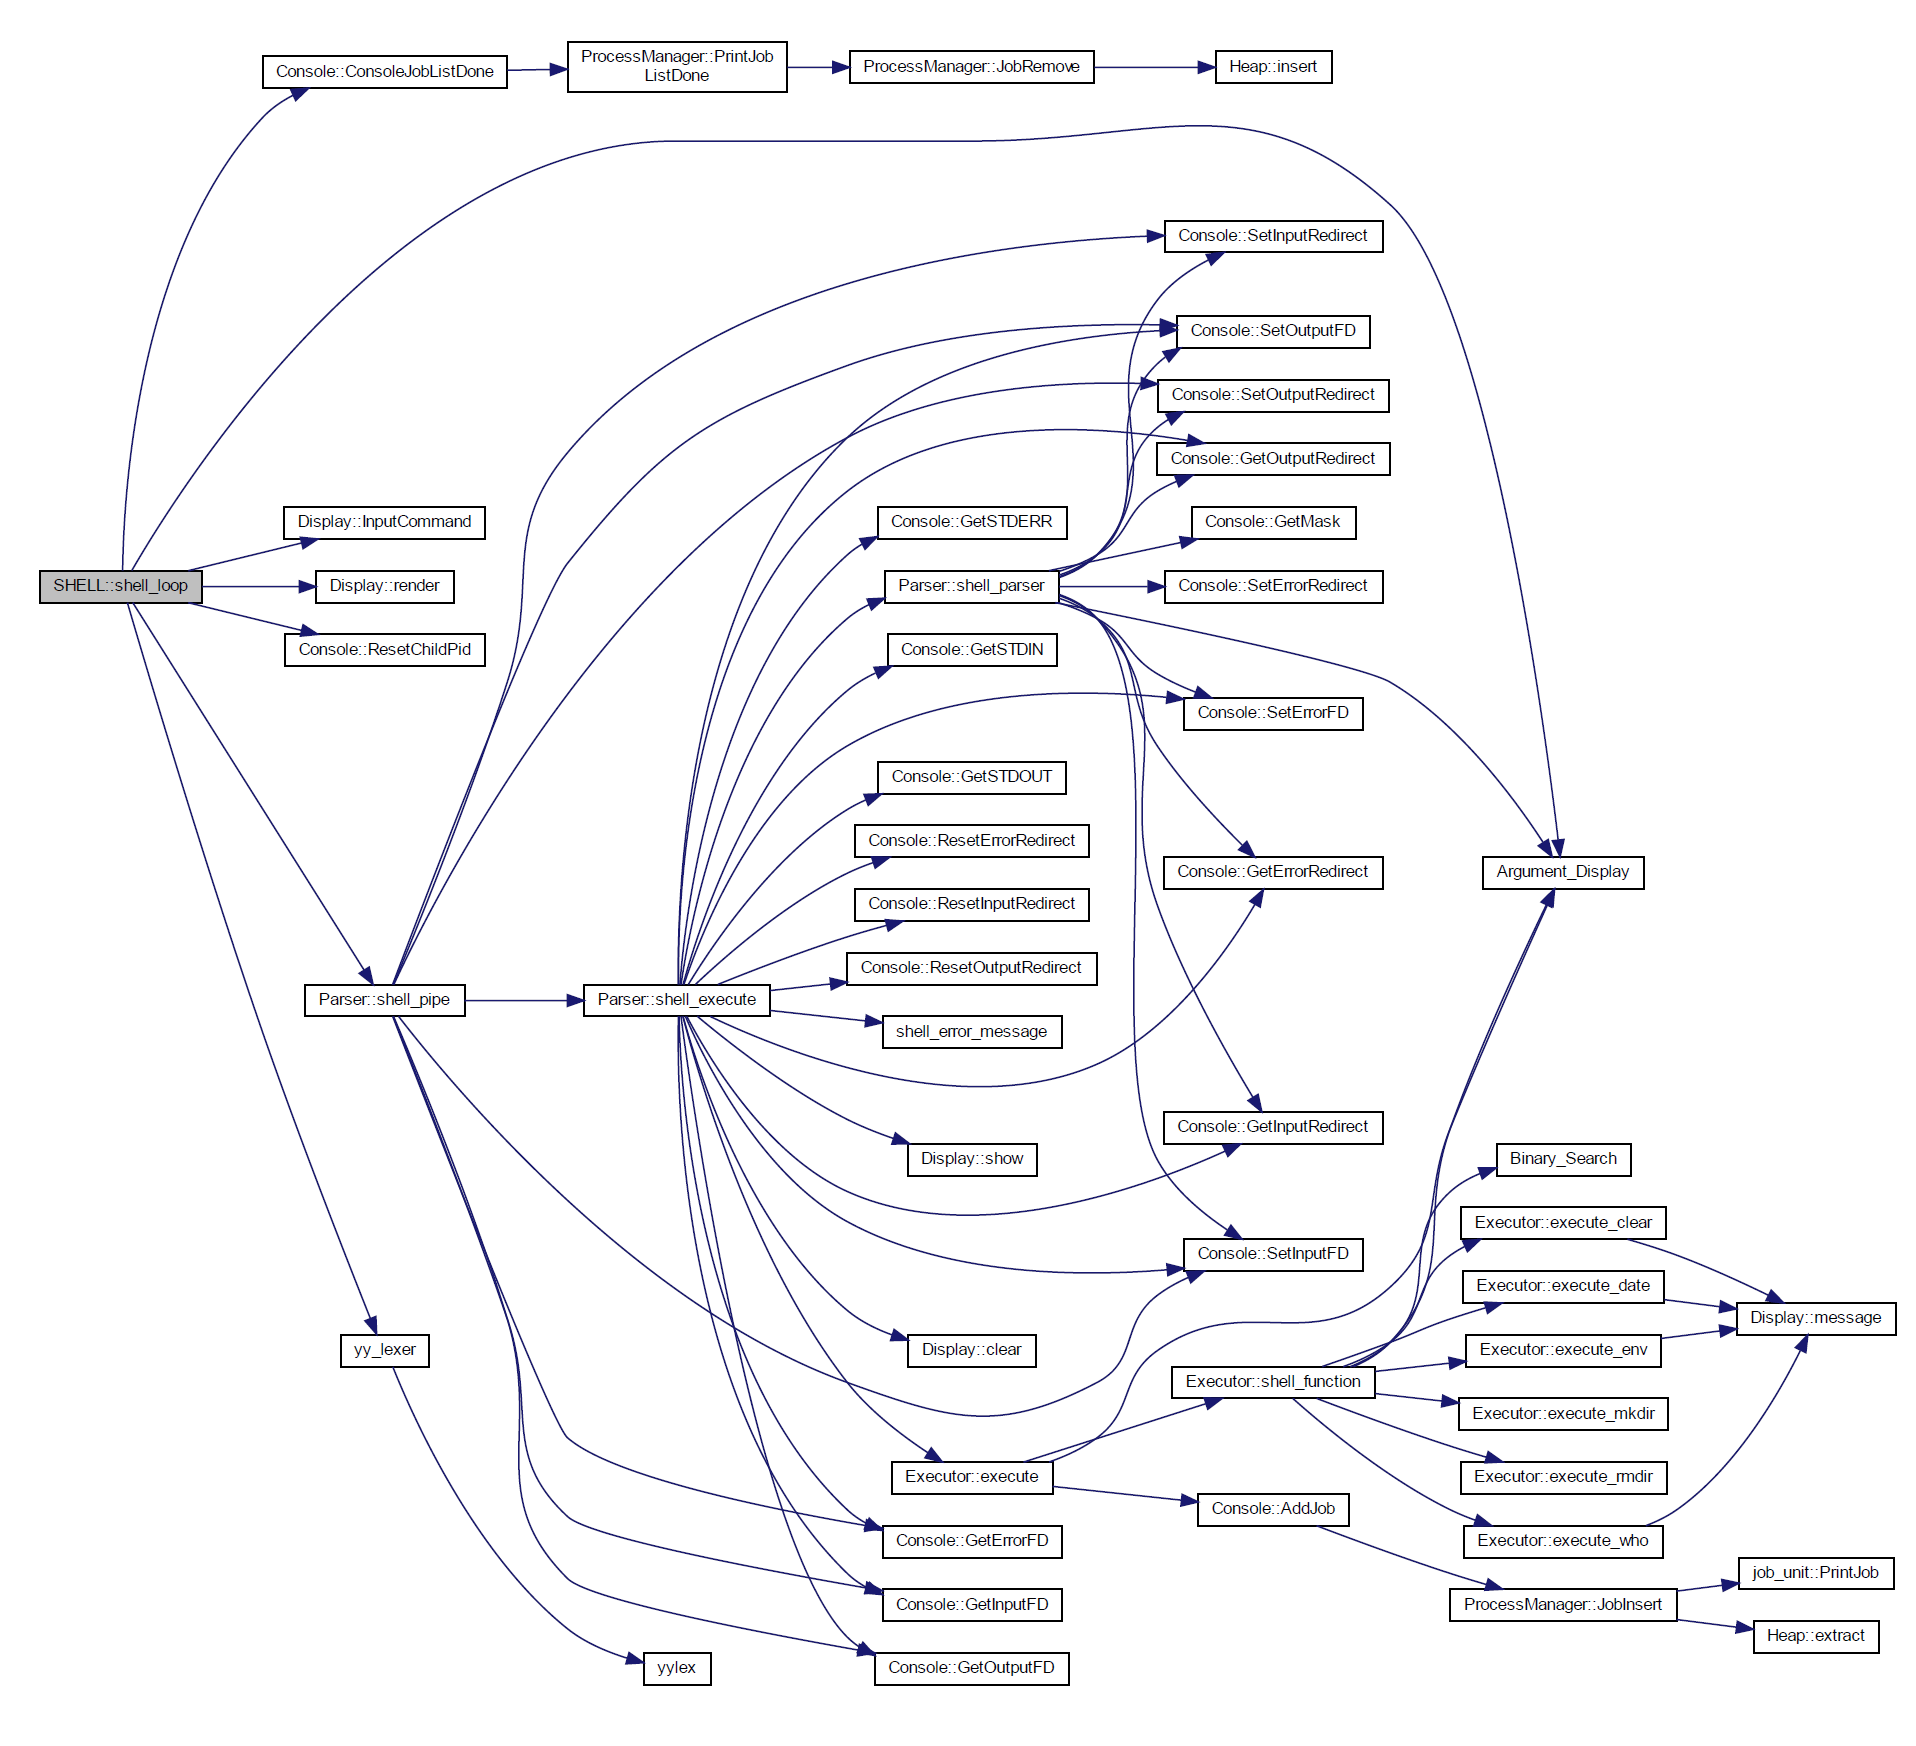 Console::ConsoleJobListDone
ProcessManager::PrintJob
ListDone
ProcessManager::JobRemove
Heap::insert
Console::SetInputRedirect
Console::SetOutputFD
Console::SetOutputRedirect
Console::GetOutputRedirect
Display::InputCommand
Console::GetSTDERR
Console::GetMask
SHELL::shell_loop
Display::render
Parser::shell_parser
Console::SetErrorRedirect
Console::ResetChildPid
Console::GetSTDIN
Console::SetErrorFD
Console::GetSTDOUT
Console::ResetErrorRedirect
Console::GetErrorRedirect
Argument_Display
Console::ResetInputRedirect
Console::ResetOutputRedirect
Parser::shell_pipe
Parser::shell_execute
shell_error_message
Console::GetInputRedirect
Display::show
Binary_Search
Executor::execute_clear
Console::SetInputFD
Executor::execute_date
Display::message
yy_lexer
Display::clear
Executor::execute_env
Executor::shell_function
Executor::execute_mkdir
Executor::execute
Executor::execute_rmdir
Console::AddJob
Console::GetErrorFD
Executor::execute_who
job_unit::PrintJob
Console::GetInputFD
ProcessManager::JobInsert
Heap::extract
yylex
Console::GetOutputFD